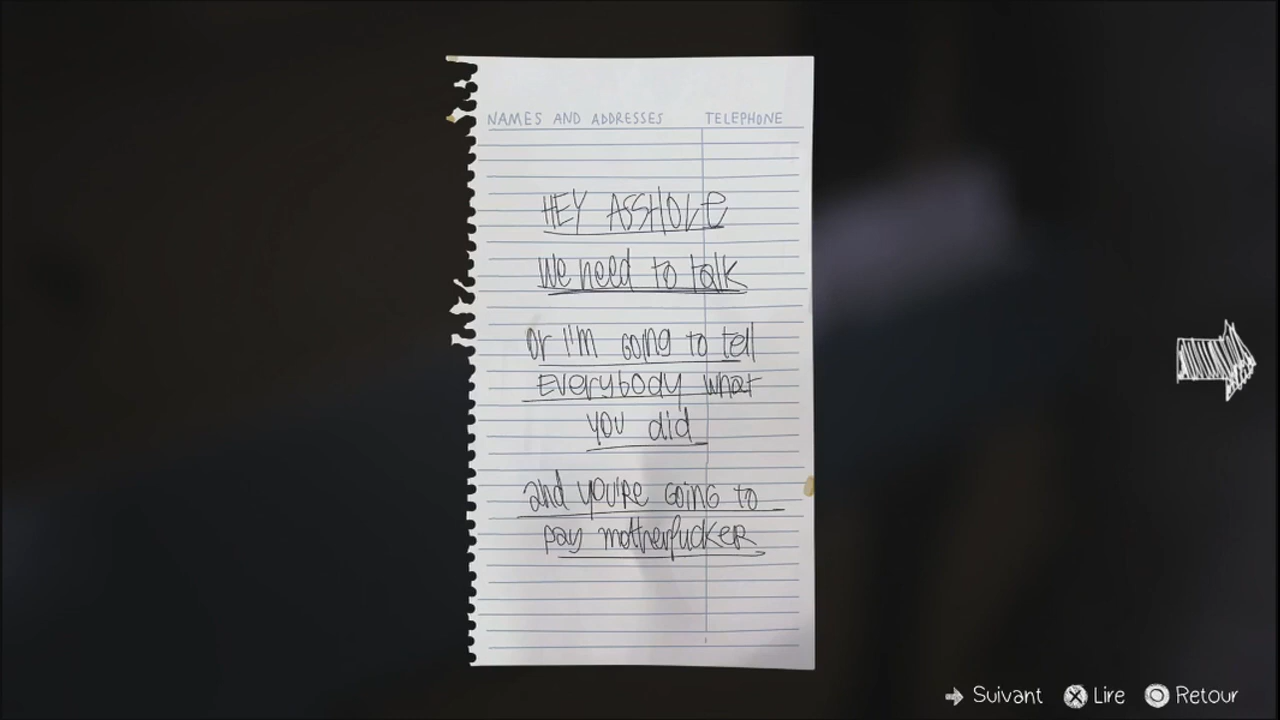 NAMES AND ADDRESSES TELEPHONE
HEY ASSHOLE
We need to talk
Or I'm going to tell
Everybody what
you did
and you're going to
pay motherfucker
Suivant Lire Retour